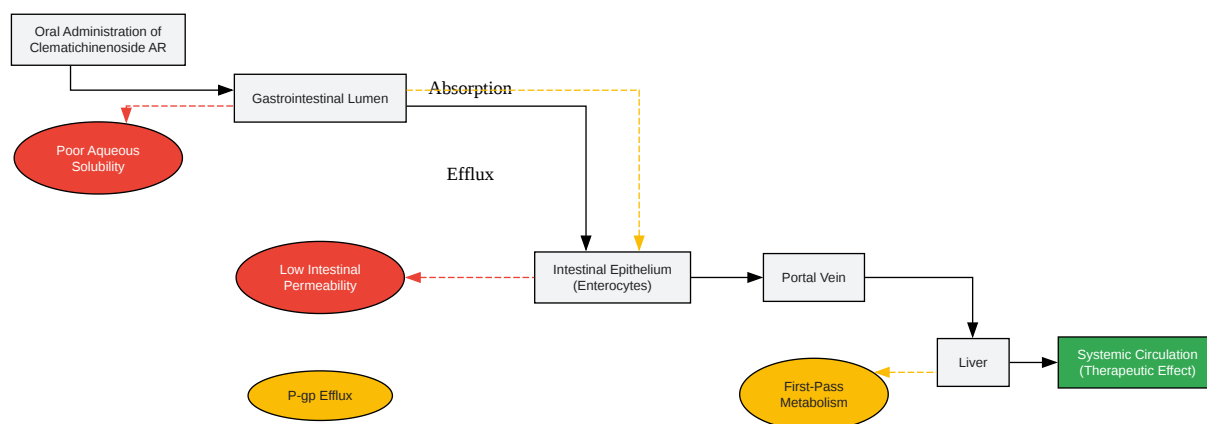 Oral Administration of
Clematichinenoside AR
Gastrointestinal Lumen
Absorption
Poor Aqueous
Solubility
Efflux
Low Intestinal
Permeability
Intestinal Epithelium
(Enterocytes)
Portal Vein
P-gp Efflux
First-Pass
Metabolism
Liver
Systemic Circulation
(Therapeutic Effect)